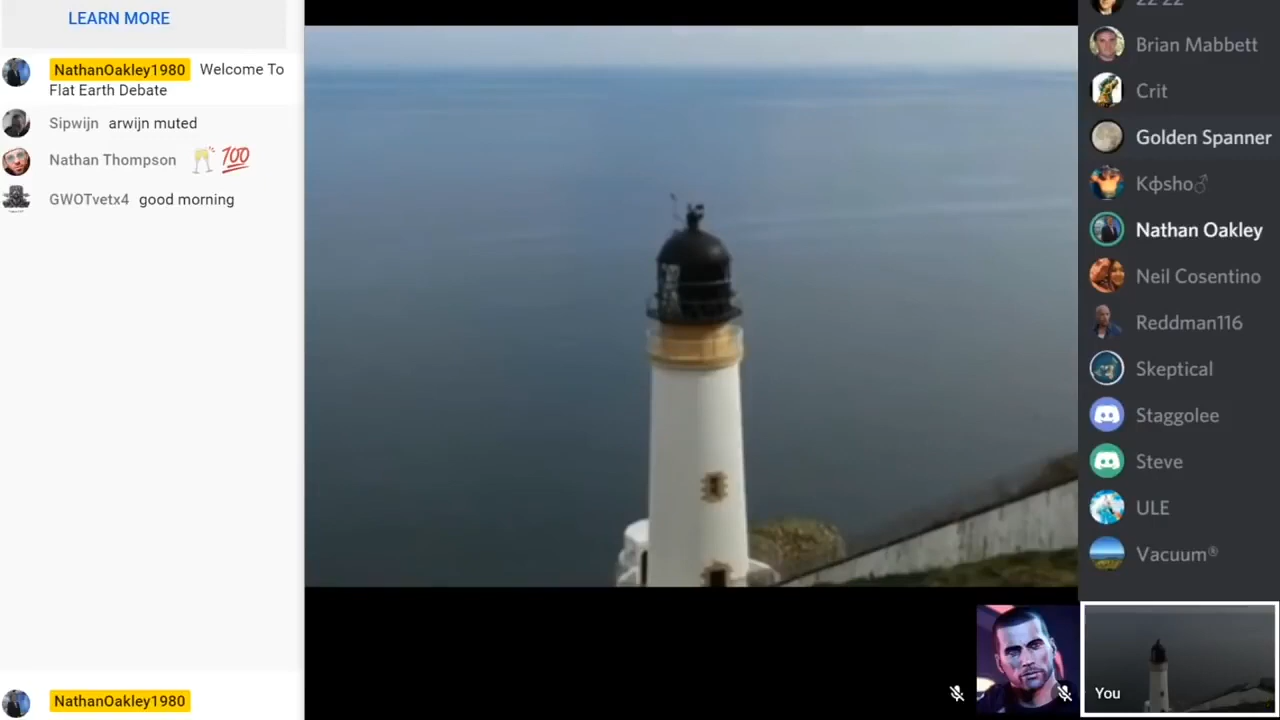 LEARN MORE
NathanOakley1980 Welcome To
Flat Earth Debate
Sipwijn arwijn muted
Nathan Thompson 🥂 💯
GWOTvetx4 good morning
NathanOakley1980
Brian Mabbett
Crit
Golden Spanner
Kфsho♂
Nathan Oakley
Neil Cosentino
Reddman116
Skeptical
Staggolee
Steve
ULE
Vacuum®
You